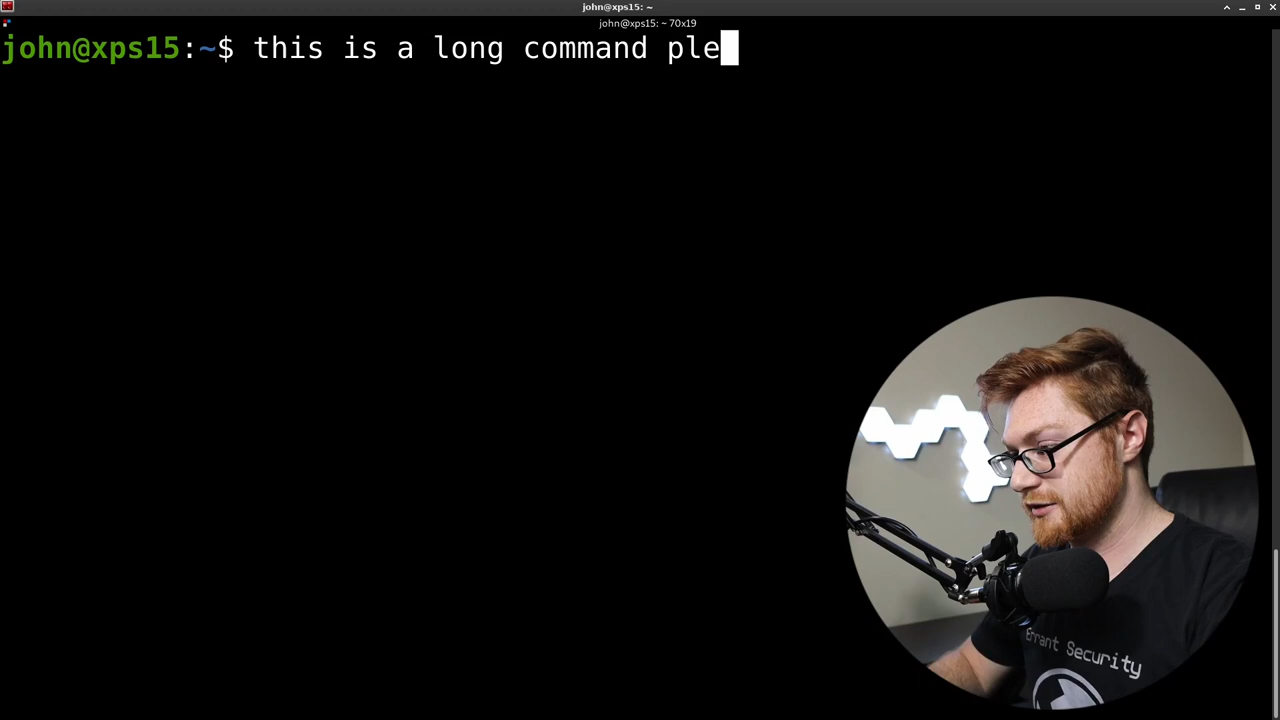 john@xps15: ~
john@xps15: ~ 70x19
john@xps15:~$ this is a long command ple
Errant Security